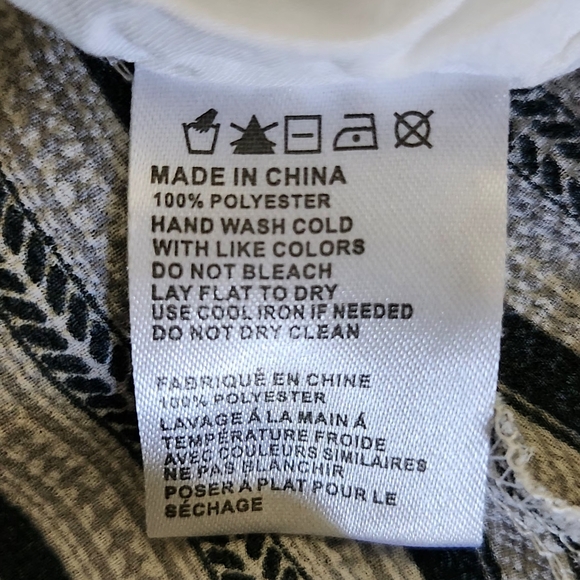 MADE IN CHINA
100% POLYESTER
HAND WASH COLD
WITH LIKE COLORS
DO NOT BLEACH
LAY FLAT TO DRY
USE COOL IRON IF NEEDED
DO NOT DRY CLEAN
FABRIQUÉ EN CHINE
100% POLYESTER
LAVAGE Á LA MAIN Á
TEMPÉRATURE FROIDE
AVEC COULEURS SIMILAIRES
NE PAS BLANCHIR
POSER A PLAT POUR LE
SÉCHAGE